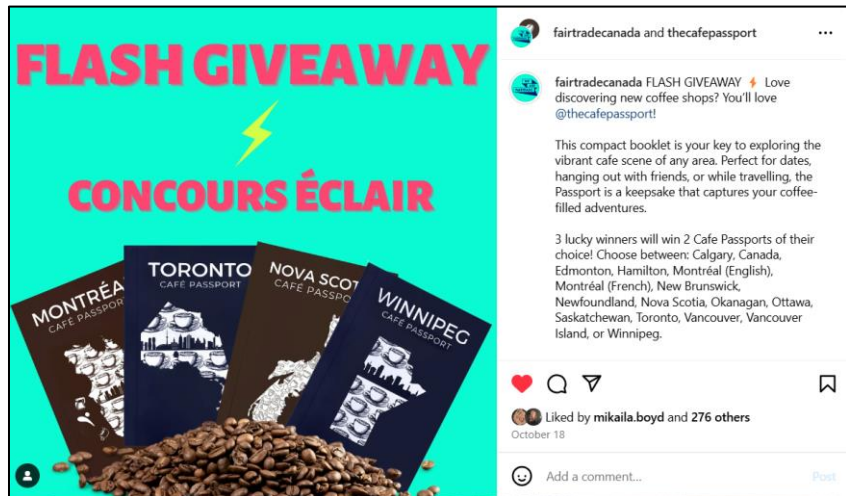 FLASH GIVEAWAY
CONCOURS ÉCLAIR
MONTRÉA
CAFÉ PASSPORT
TORONTO
CAFÉ PASSPORT
NOVA SCOT
CAFÉ PASSPO
WINNIPEG
CAFÉ PASSPORT
fairtradecanada and thecafepassport
fairtradecanada FLASH GIVEAWAY ⚡ Love
discovering new coffee shops? You'll love
@thecafepassport!
This compact booklet is your key to exploring the
vibrant cafe scene of any area. Perfect for dates,
hanging out with friends, or while travelling, the
Passport is a keepsake that captures your coffee-
filled adventures.
3 lucky winners will win 2 Cafe Passports of their
choice! Choose between: Calgary, Canada,
Edmonton, Hamilton, Montréal (English),
Montréal (French), New Brunswick,
Newfoundland, Nova Scotia, Okanagan, Ottawa,
Saskatchewan, Toronto, Vancouver, Vancouver
Island, or Winnipeg.
Liked by mikaila.boyd and 276 others
October 18
Add a comment...
Post